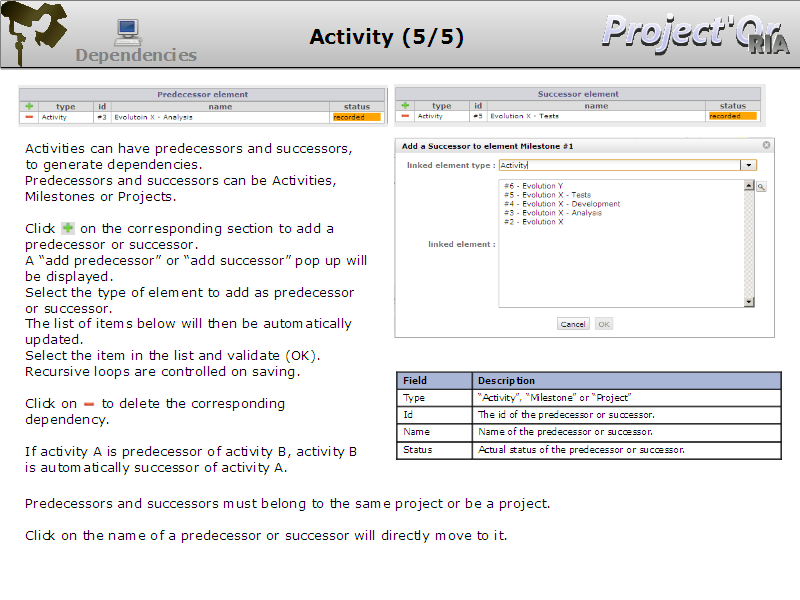 Activity (5/5)
Project'Or
RIA
Dependencies
Predecessor element
type id name status
Activity #3 Evolutoin X - Analysis recorded
Successor element
type id name status
Activity #5 Evolution X - Tests recorded
Activities can have predecessors and successors,
to generate dependencies.
Predecessors and successors can be Activities,
Milestones or Projects.
Click on the corresponding section to add a
predecessor or successor.
A “add predecessor” or “add successor” pop up will
be displayed.
Select the type of element to add as predecessor
or successor.
The list of items below will then be automatically
updated.
Select the item in the list and validate (OK).
Recursive loops are controlled on saving.
Click on to delete the corresponding
dependency.
If activity A is predecessor of activity B, activity B
is automatically successor of activity A.
Add a Successor to element Milestone #1
linked element type : Activity
#6 - Evolution Y
#5 - Evolution X - Tests
#4 - Evolution X - Development
#3 - Evolutoin X - Analysis
#2 - Evolution X
linked element :
Cancel OK
Field Description
Type “Activity”, “Milestone” or “Project”
Id The id of the predecessor or successor.
Name Name of the predecessor or successor.
Status Actual status of the predecessor or successor.
Predecessors and successors must belong to the same project or be a project.
Click on the name of a predecessor or successor will directly move to it.